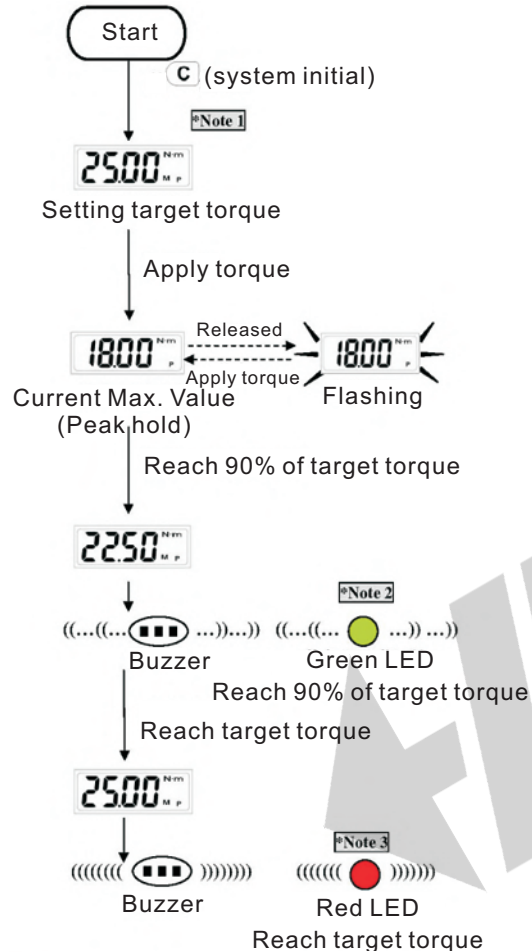 Start
C (system initial)
*Note 1
25.00 N·m
M P
Setting target torque
Apply torque
18.00 N·m P
Released
Apply torque
18.00 N·m P
Current Max. Value
(Peak hold)
Flashing
Reach 90% of target torque
22.50 N·m
M P
*Note 2
((...((... ...))...)) ((...((... ...)) ...))
Buzzer
Green LED
Reach 90% of target torque
Reach target torque
25.00 N·m
M P
*Note 3
((((((( ))))))) ((((((( )))))))
Buzzer
Red LED
Reach target torque